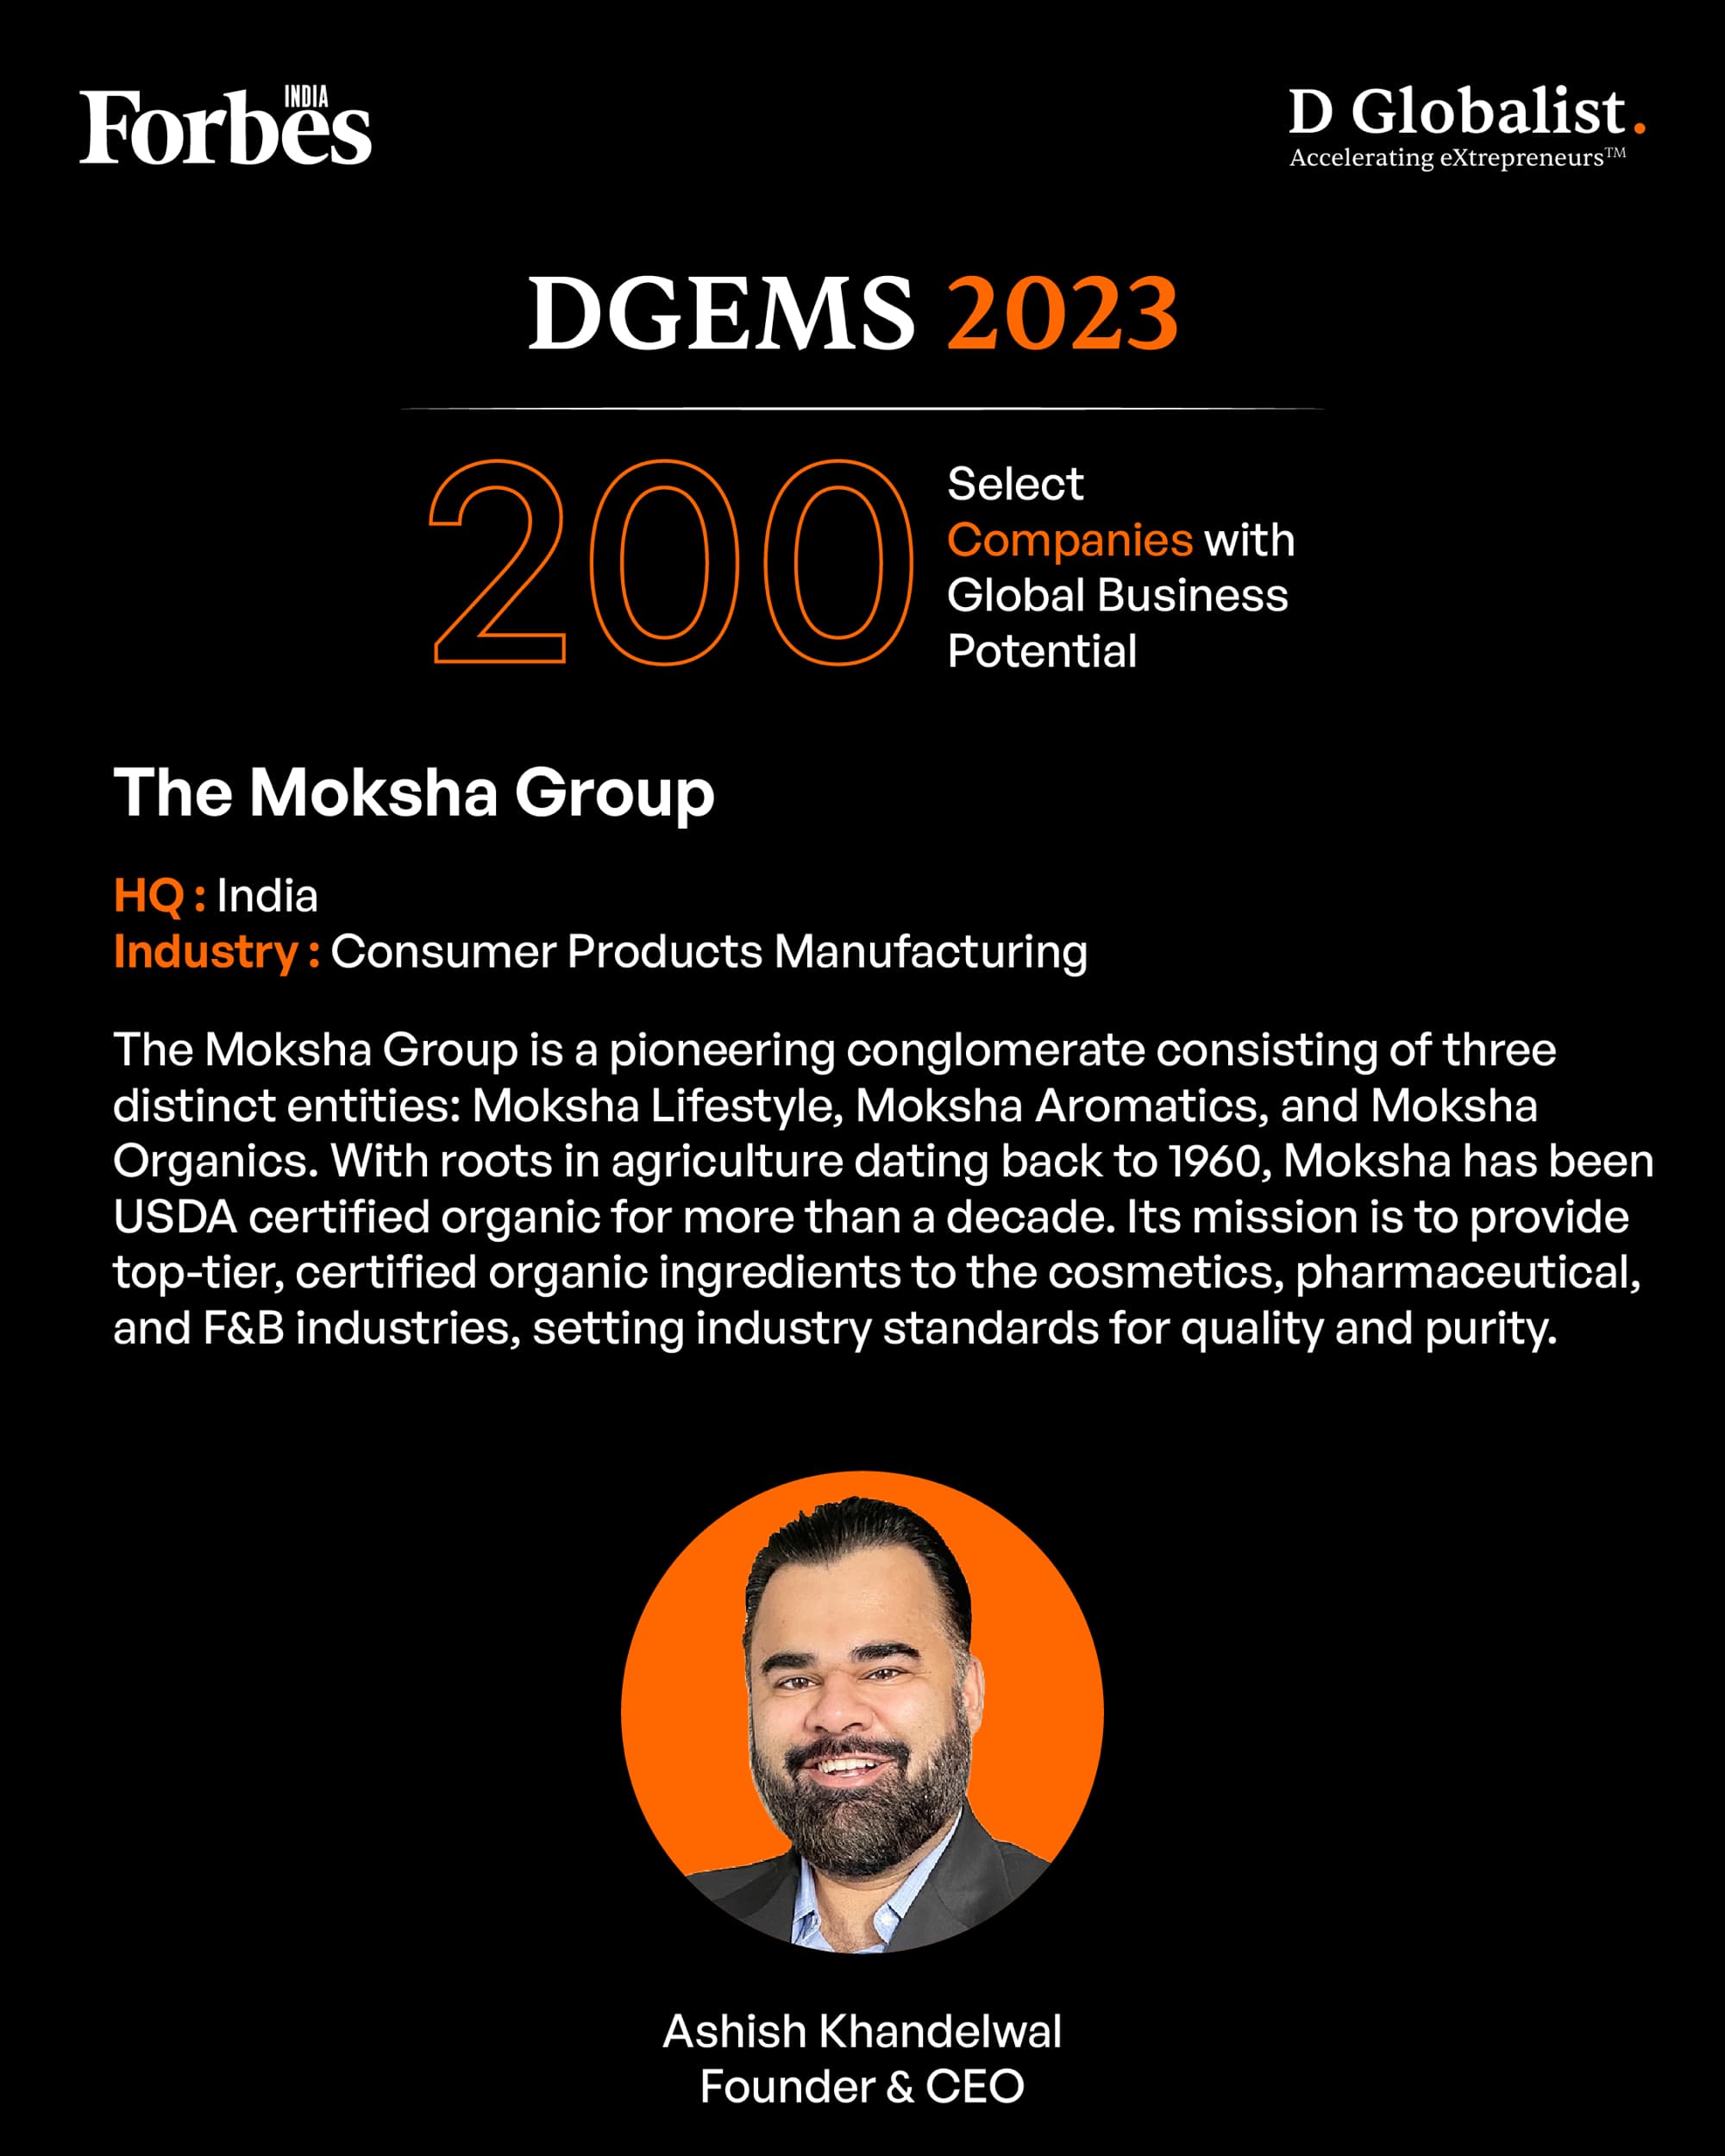 Forbes INDIA
D Globalist.
Accelerating eXtrepreneurs™
DGEMS 2023
200
Select
Companies with
Global Business
Potential
The Moksha Group
HQ : India
Industry : Consumer Products Manufacturing
The Moksha Group is a pioneering conglomerate consisting of three
distinct entities: Moksha Lifestyle, Moksha Aromatics, and Moksha
Organics. With roots in agriculture dating back to 1960, Moksha has been
USDA certified organic for more than a decade. Its mission is to provide
top-tier, certified organic ingredients to the cosmetics, pharmaceutical,
and F&B industries, setting industry standards for quality and purity.
Ashish Khandelwal
Founder & CEO